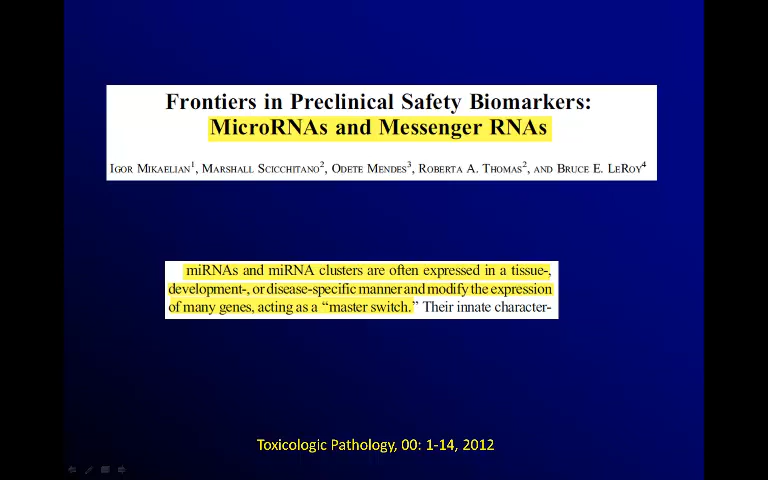 Frontiers in Preclinical Safety Biomarkers:
MicroRNAs and Messenger RNAs
Igor Mikaelian1, Marshall Scicchitano2, Odete Mendes3, Roberta A. Thomas2, and Bruce E. LeRoy4
miRNAs and miRNA clusters are often expressed in a tissue-,
development-, or disease-specific manner and modify the expression
of many genes, acting as a “master switch.” Their innate character-
Toxicologic Pathology, 00: 1-14, 2012